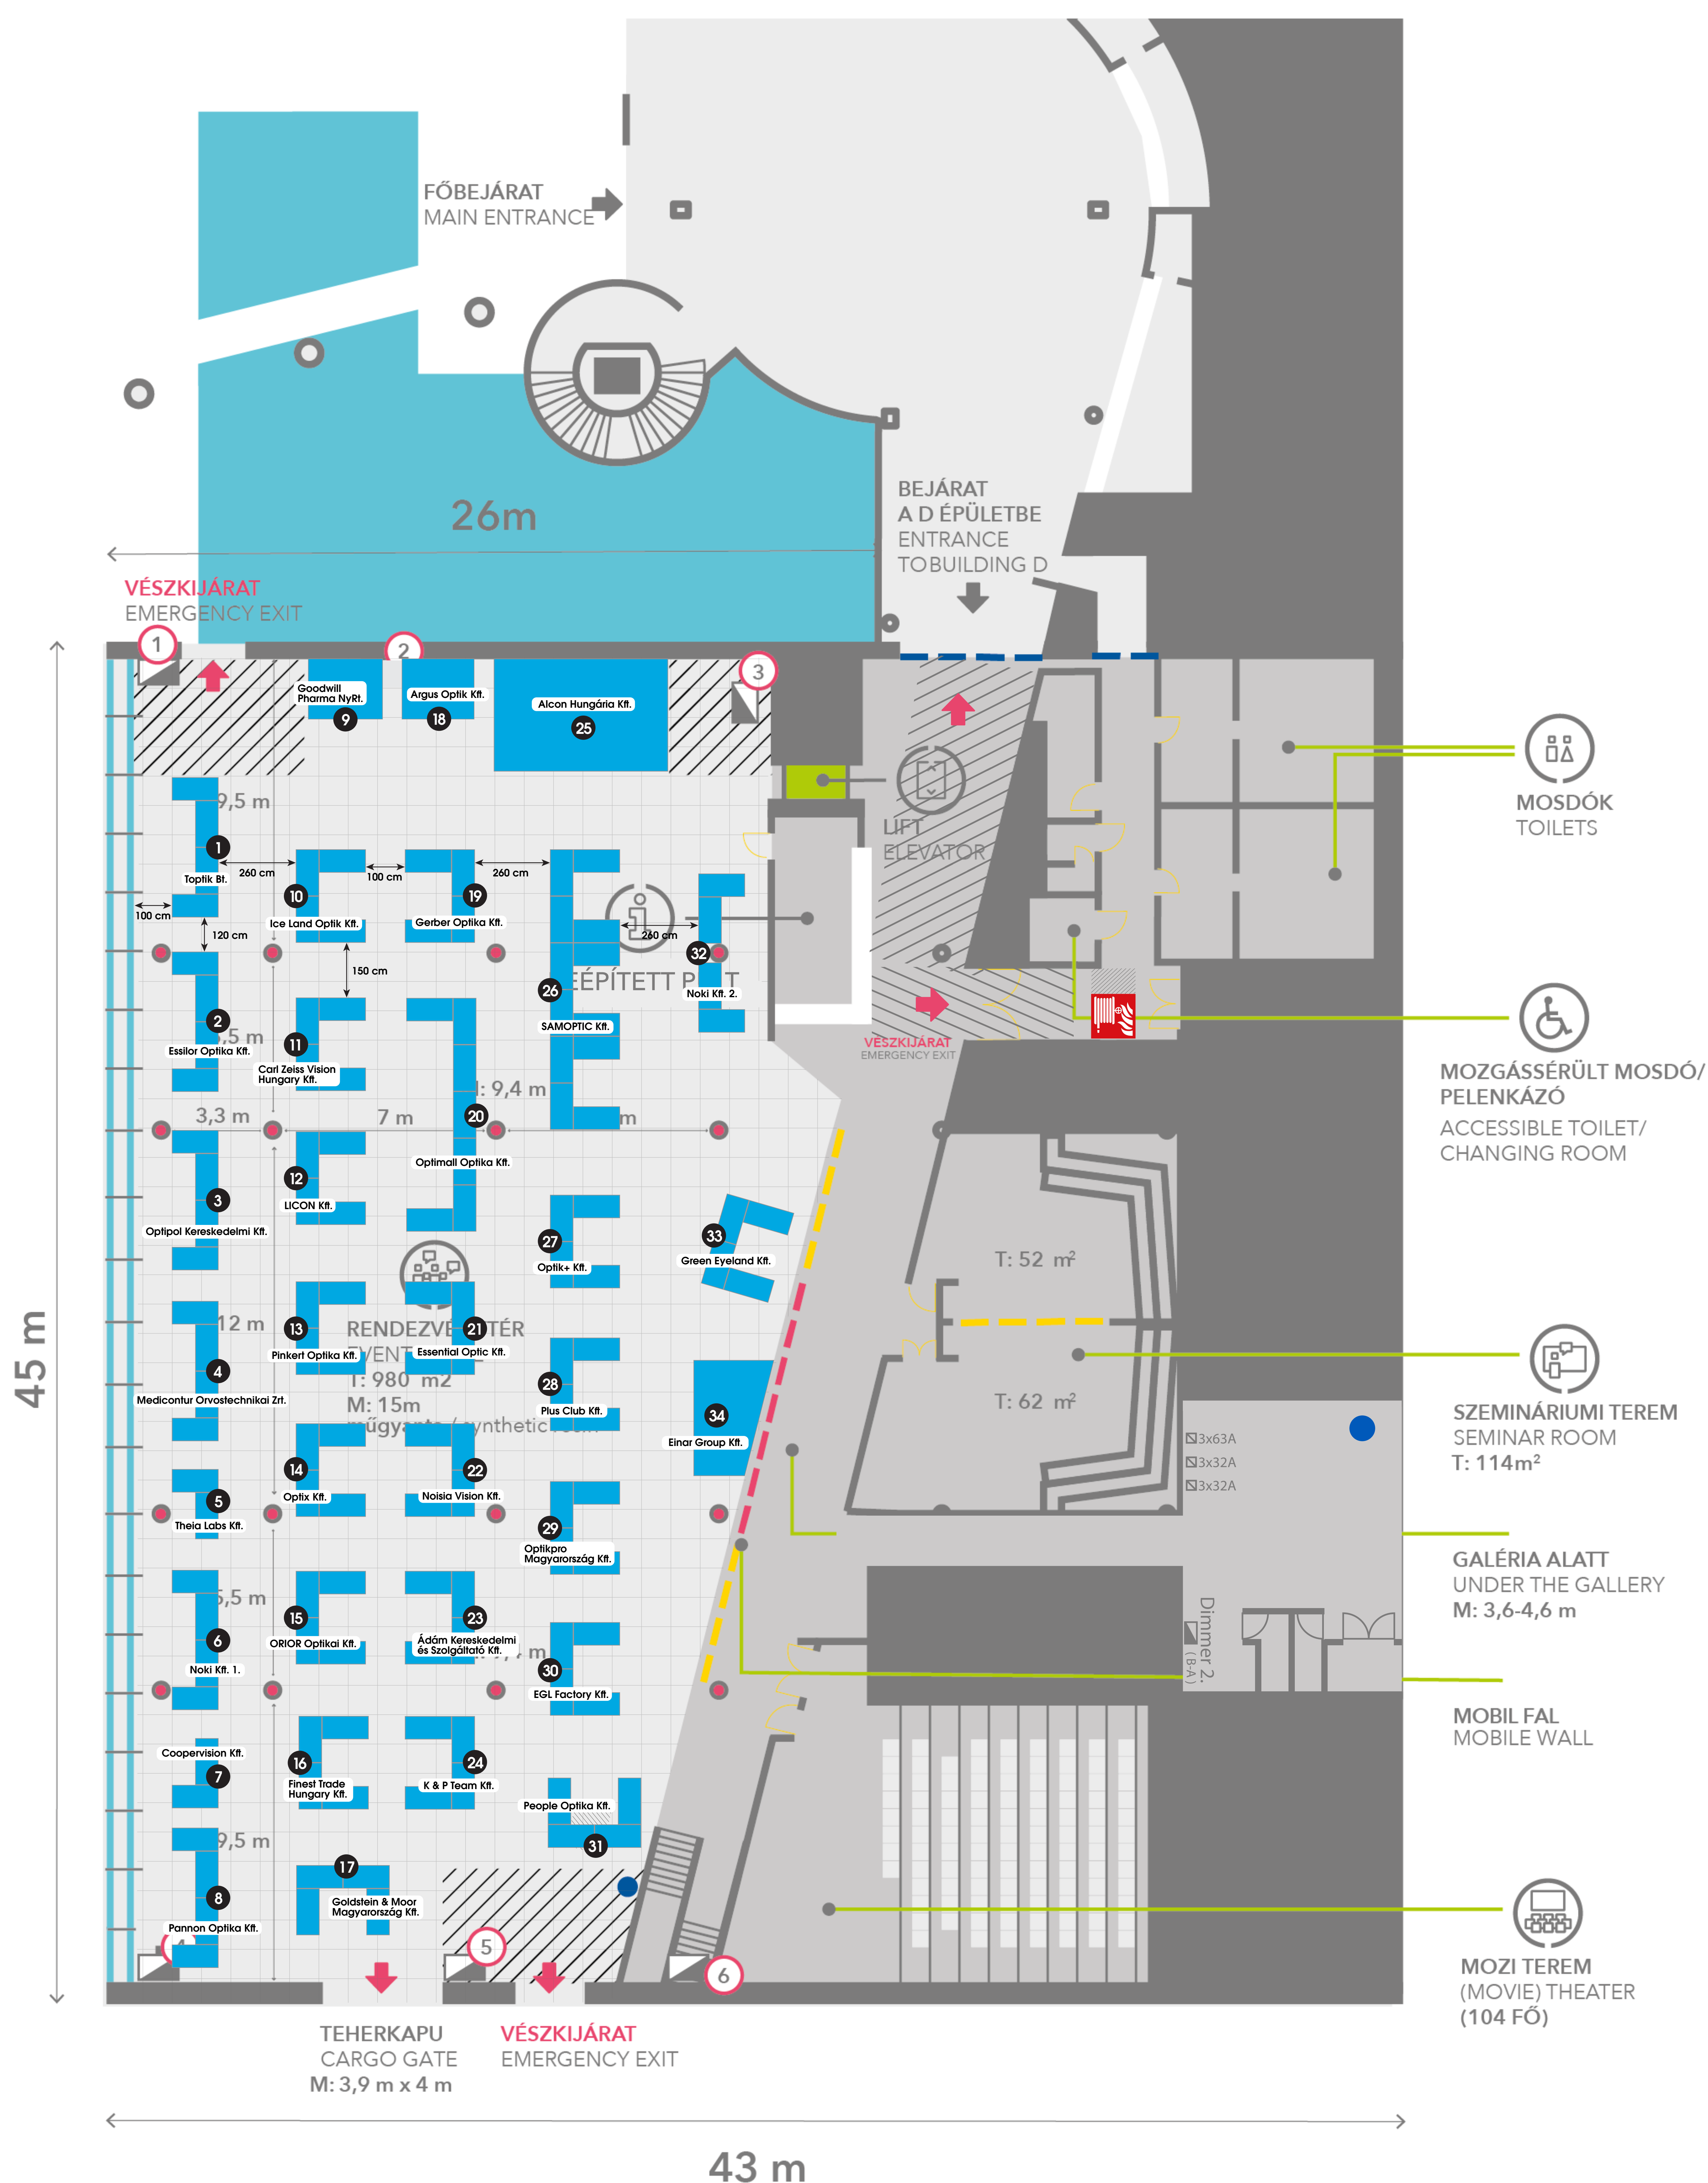 FŐBEJÁRAT
MAIN ENTRANCE
26m
BEJÁRAT
A D ÉPÜLETBE
ENTRANCE
TOBUILDING D
VÉSZKIJÁRAT
EMERGENCY EXIT
1
2
3
Goodwill
Pharma NyRt.
9
Argus Optik Kft.
18
Alcon Hungária Kft.
25
9,5 m
1
Toptik Bt.
260 cm
100 cm
260 cm
10
Ice Land Optik Kft.
19
Gerber Optika Kft.
100 cm
120 cm
150 cm
260 cm
32
Noki Kft. 2.
26
SAMOPTIC Kft.
LIFT
ELEVATOR
MOSDÓK
TOILETS
2
Essilor Optika Kft.
11
Carl Zeiss Vision
Hungary Kft.
VÉSZKIJÁRAT
EMERGENCY EXIT
MOZGÁSSÉRÜLT MOSDÓ/
PELENKÁZÓ
ACCESSIBLE TOILET/
CHANGING ROOM
: 9,4 m
3,3 m
7 m
m
20
Optimall Optika Kft.
12
LICON Kft.
3
Optipol Kereskedelmi Kft.
27
Optik+ Kft.
33
Green Eyeland Kft.
T: 52 m²
45 m
12 m
13
Pinkert Optika Kft.
21
Essential Optic Kft.
T: 980 m2
M: 15m
synthetic
4
Medicontur Orvostechnikai Zrt.
28
Plus Club Kft.
34
Einar Group Kft.
T: 62 m²
SZEMINÁRIUMI TEREM
SEMINAR ROOM
T: 114m²
3x63A
3x32A
3x32A
14
Optix Kft.
22
Noisia Vision Kft.
5
Theia Labs Kft.
29
Optikpro
Magyarország Kft.
GALÉRIA ALATT
UNDER THE GALLERY
M: 3,6-4,6 m
5,5 m
15
ORIOR Optikai Kft.
23
Ádám Kereskedelmi
és Szolgáltató Kft.
6
Noki Kft. 1.
30
EGL Factory Kft.
Dimmer 2.
(B-A)
MOBIL FAL
MOBILE WALL
Coopervision Kft.
7
16
Finest Trade
Hungary Kft.
24
K & P Team Kft.
People Optika Kft.
31
9,5 m
17
Goldstein & Moor
Magyarország Kft.
8
Pannon Optika Kft.
4
5
6
MOZI TEREM
(MOVIE) THEATER
(104 FŐ)
TEHERKAPU
CARGO GATE
M: 3,9 m x 4 m
VÉSZKIJÁRAT
EMERGENCY EXIT
43 m